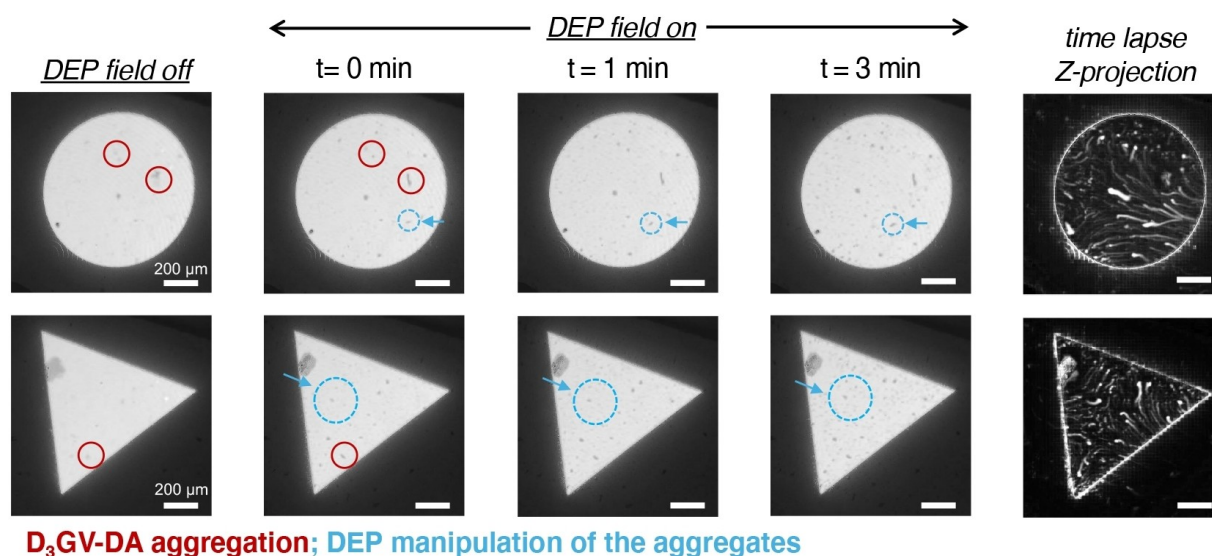 DEP field on
DEP field off
t= 0 min
t = 1 min
t = 3 min
time lapse
Z-projection
200 µm
200 µm
D₃GV-DA aggregation; DEP manipulation of the aggregates